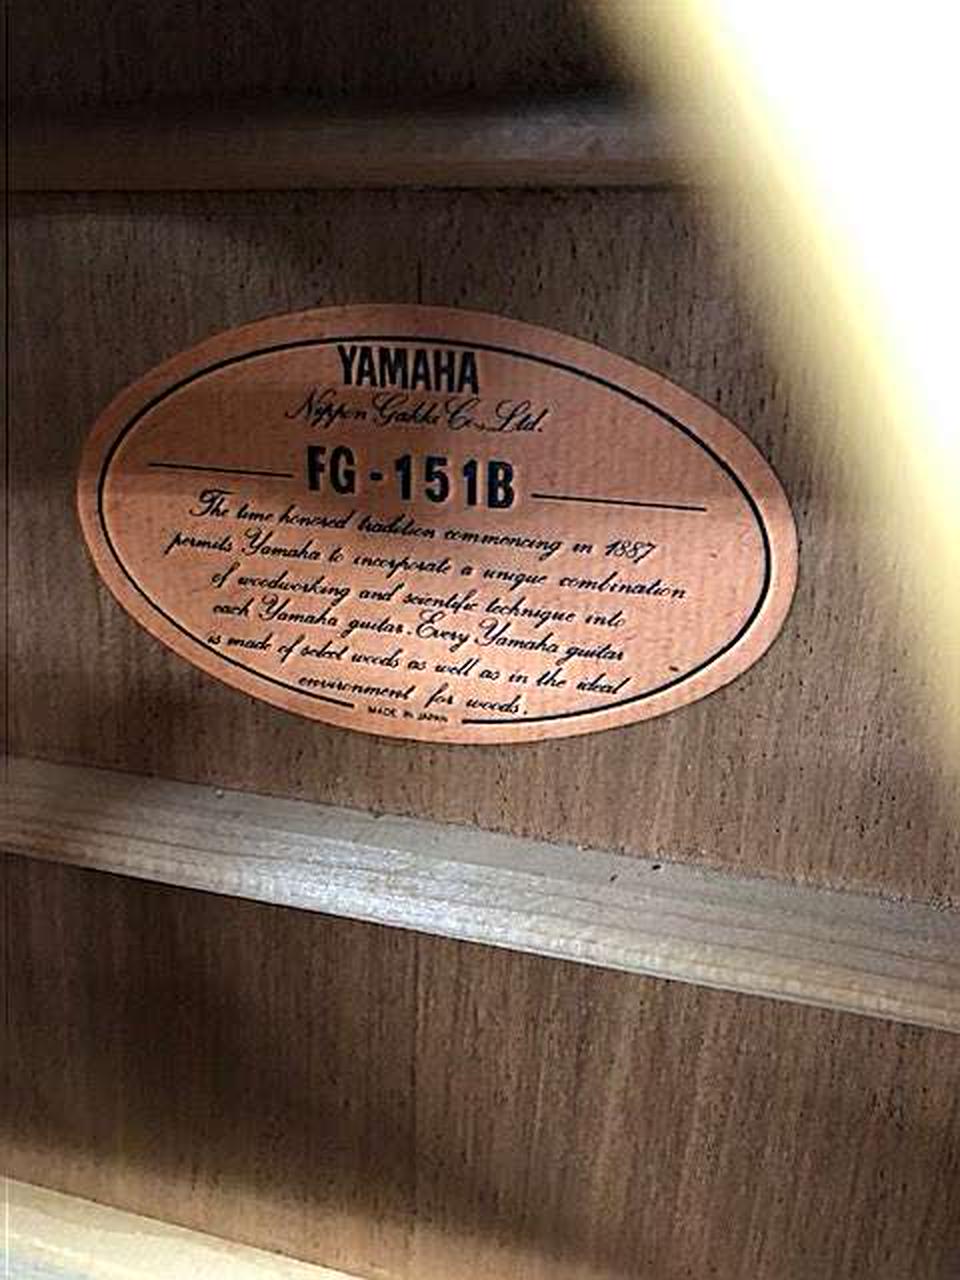 YAMAHA
Nippon Gakki Co., Ltd.
FG-151B
The time honored tradition commencing in 1887
permits Yamaha to incorporate a unique combination
of woodworking and scientific technique into
each Yamaha guitar. Every Yamaha guitar
is made of select woods as well as in the ideal
environment for woods.
MADE IN JAPAN